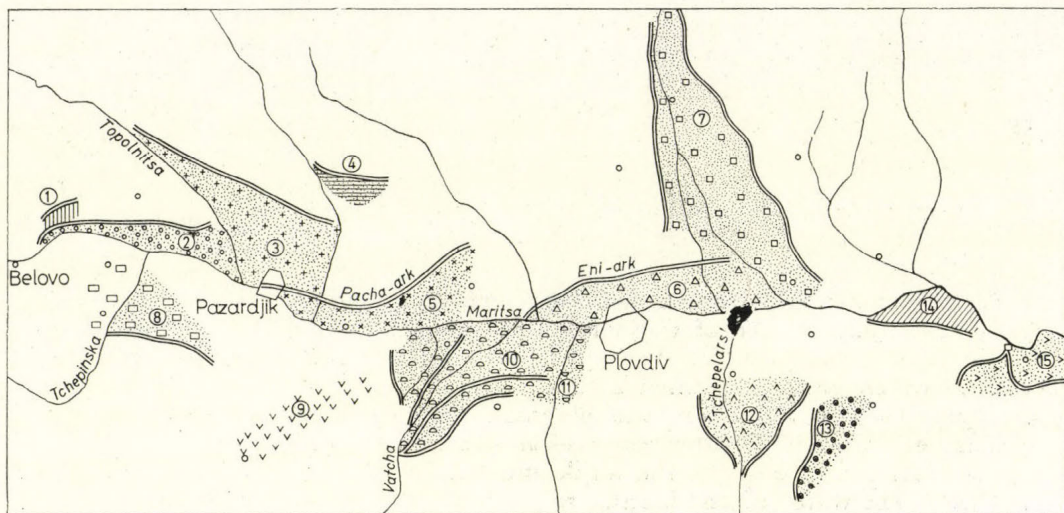 Topolnitsa
①
②
③
④
⑤
⑥
⑦
Belovo
Pazardjik
Pacha-ark
Eni-ark
Maritsa
Plovdiv
⑧
Tchepinska
⑨
Vatcha
⑩
⑪
Tchepelars'
⑫
⑬
⑭
⑮